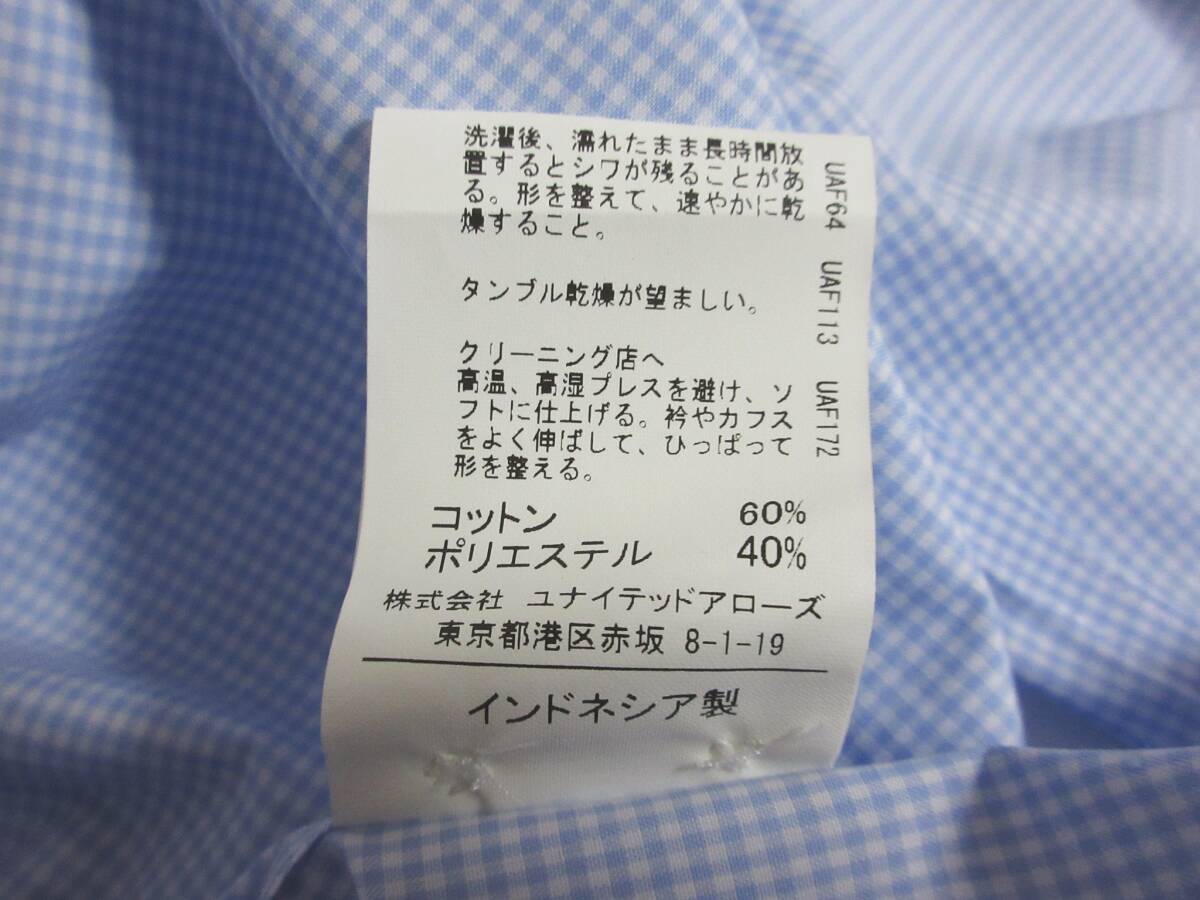 洗濯後、濡れたまま長時間放
置するとシワが残ることがあ
る。形を整えて、速やかに乾
燥すること。
タンブル乾燥が望ましい。
クリーニング店へ
高温、高湿プレスを避け、ソ
フトに仕上げる。衿やカフス
をよく伸ばして、ひっぱって
形を整える。
コットン 60%
ポリエステル 40%
株式会社 ユナイテッドアローズ
東京都港区赤坂 8-1-19
インドネシア製
UAF64 UAF113 UAF172